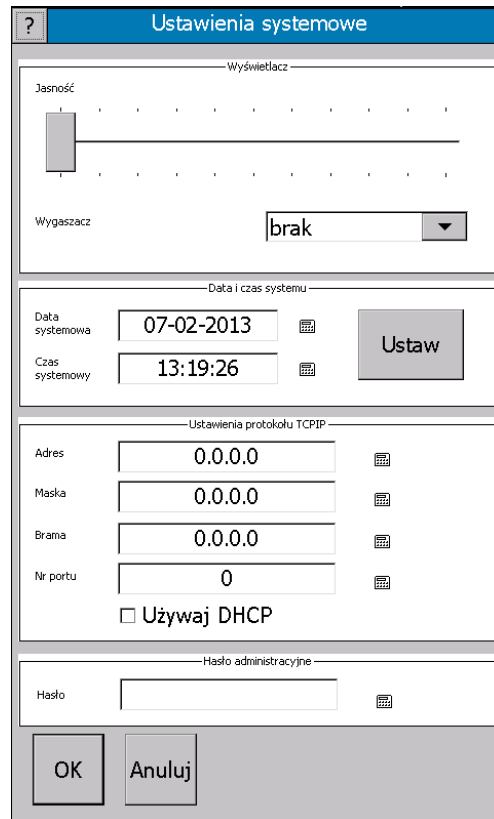 ?
Ustawienia systemowe
Wyświetlacz
Jasność
Wygaszacz
brak
Data i czas systemu
Data
systemowa
07-02-2013
Ustaw
Czas
systemowy
13:19:26
Ustawienia protokołu TCPIP
Adres
0.0.0.0
Maska
0.0.0.0
Brama
0.0.0.0
Nr portu
0
Używaj DHCP
Hasło administracyjne
Hasło
OK
Anuluj